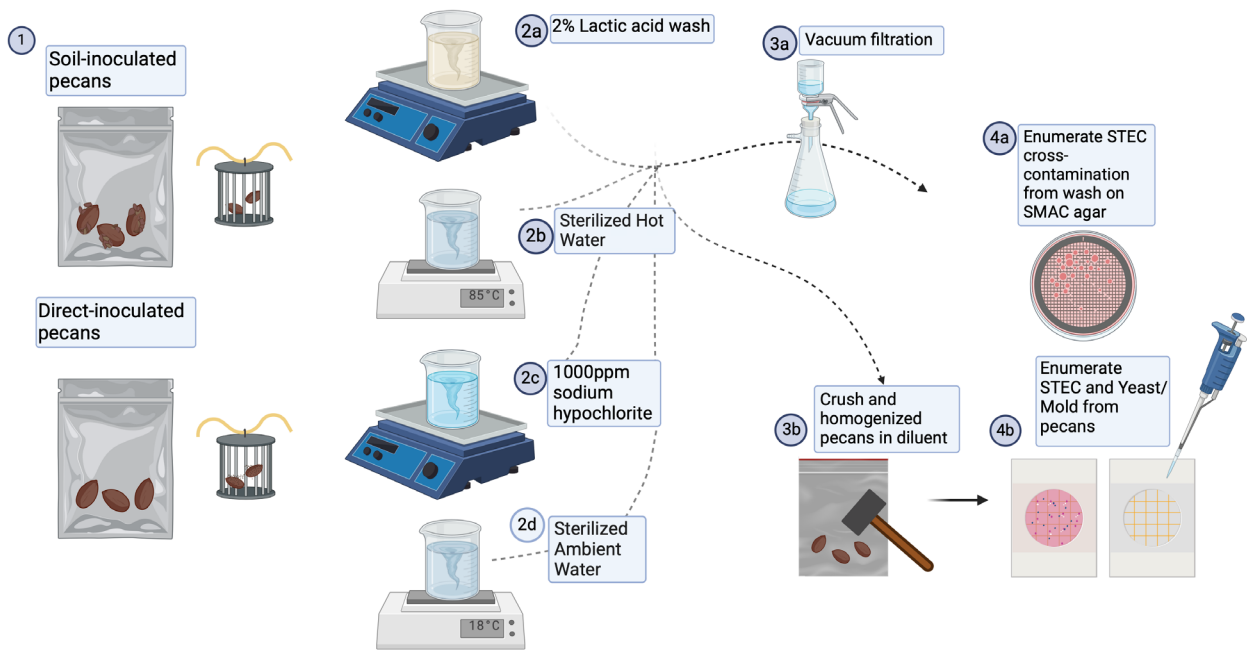 1
Soil-inoculated
pecans
Direct-inoculated
pecans
2a
2% Lactic acid wash
2b
Sterilized Hot
Water
85°C
2c
1000ppm
sodium
hypochlorite
2d
Sterilized
Ambient
Water
18°C
3a
Vacuum filtration
3b
Crush and
homogenized
pecans in diluent
4a
Enumerate STEC
cross-
contamination
from wash on
SMAC agar
4b
Enumerate
STEC and Yeast/
Mold from
pecans